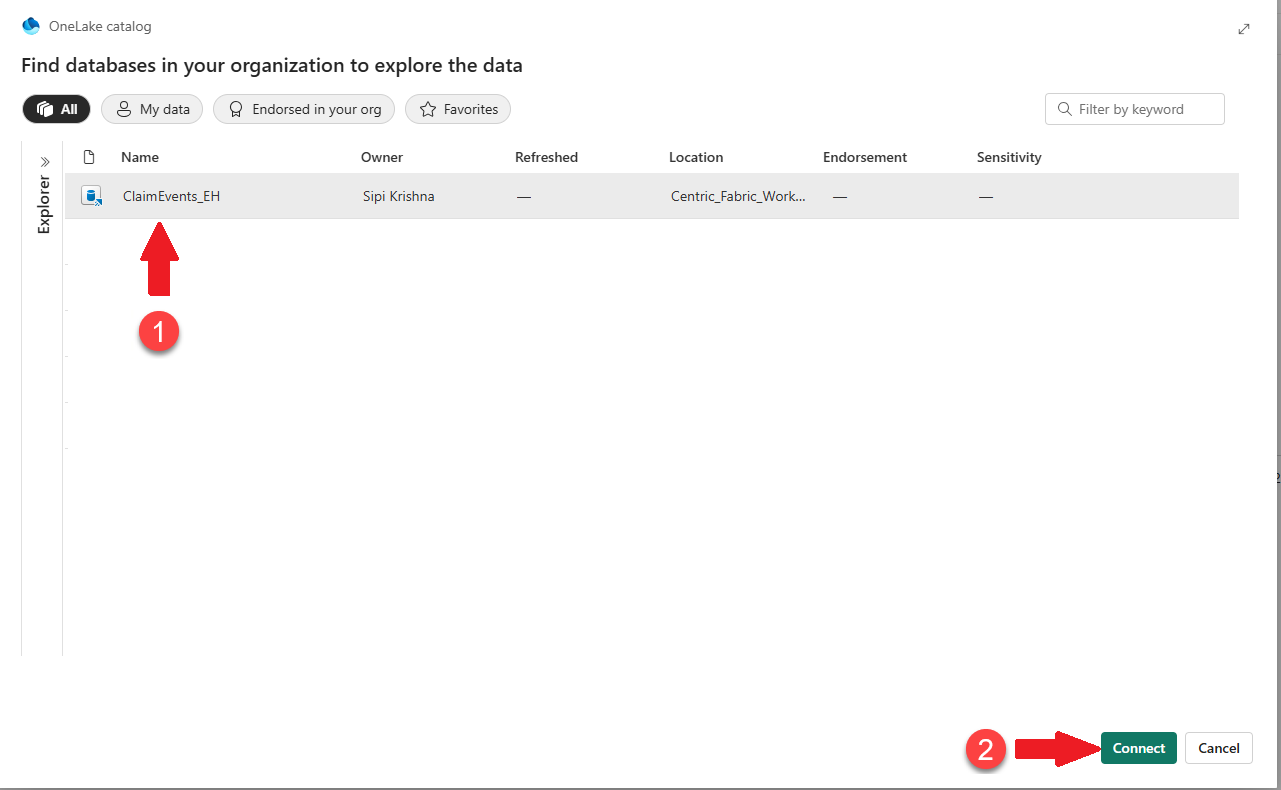 OneLake catalog
Find databases in your organization to explore the data
All My data Endorsed in your org Favorites Filter by keyword
Explorer
Name Owner Refreshed Location Endorsement Sensitivity
ClaimEvents_EH Sipi Krishna — Centric_Fabric_Work... — —
1
2 Connect Cancel